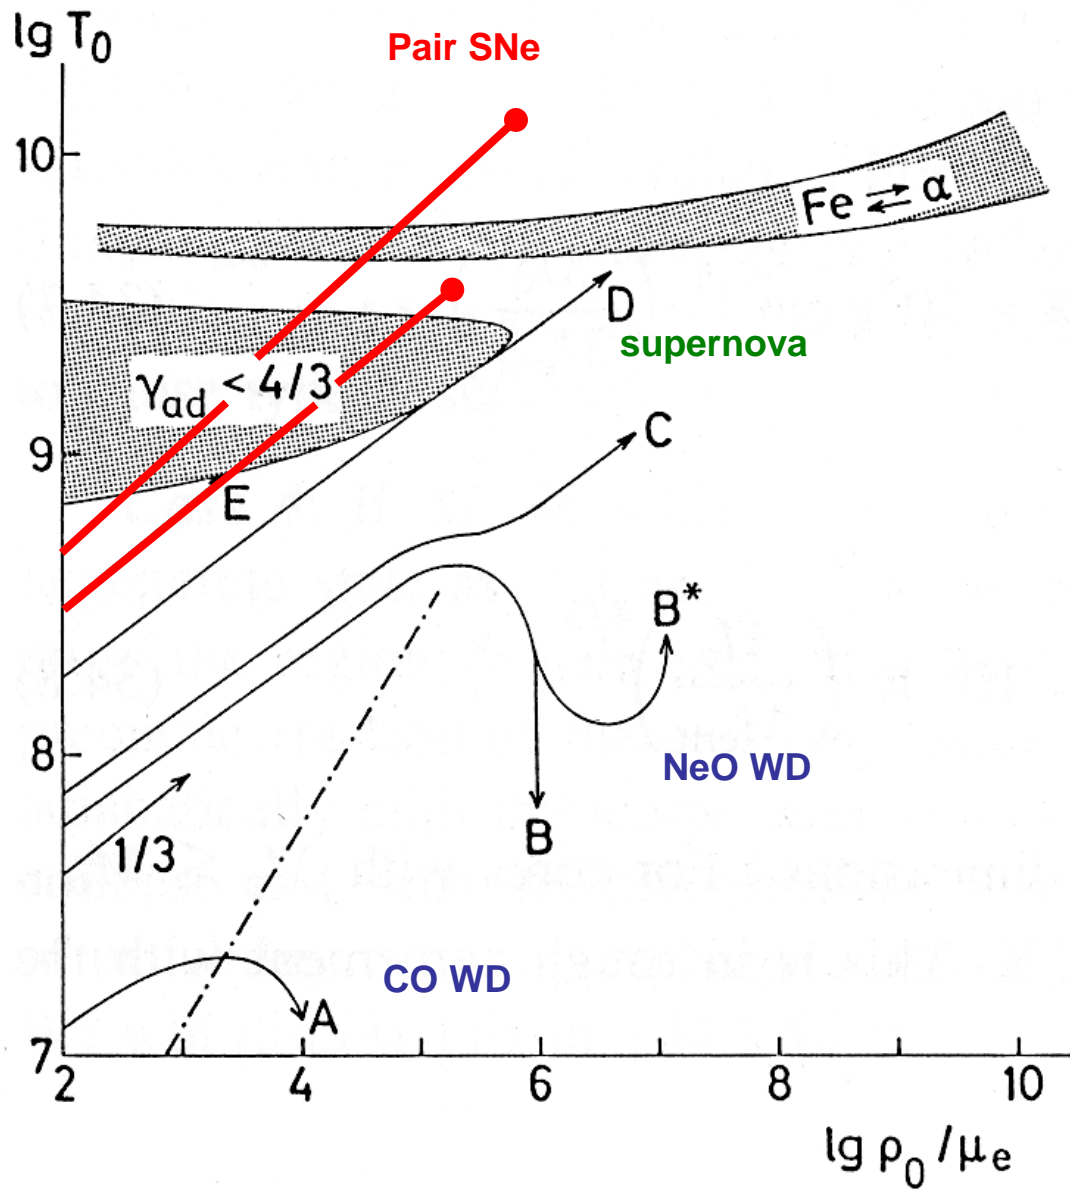 lg T₀
Pair SNe
10
Fe ⇄ α
D
supernova
γad < 4/3
C
9
E
B*
8
NeO WD
B
1/3
CO WD
A
7
2
4
6
8
10
lg ρ₀/μe